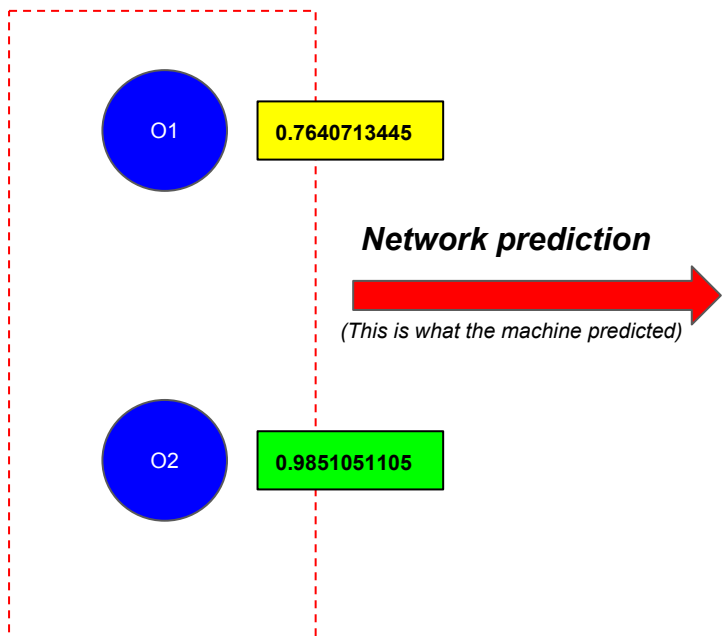 O1
0.7640713445
Network prediction
(This is what the machine predicted)
O2
0.9851051105